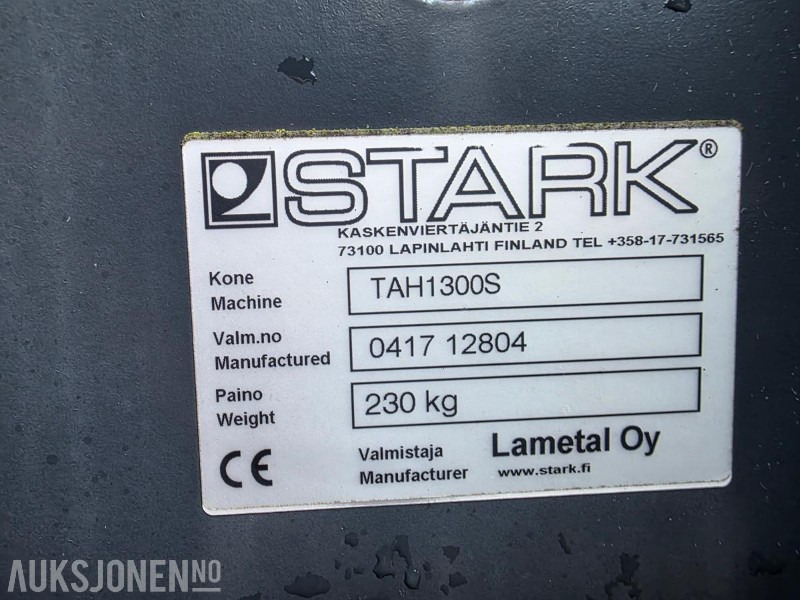 STARK®
KASKENVIERTÄJÄNTIE 2
73100 LAPINLAHTI FINLAND TEL +358-17-731565
Kone
Machine
TAH1300S
Valm.no
Manufactured
0417 12804
Paino
Weight
230 kg
CE
Valmistaja
Manufacturer
Lametal Oy
www.stark.fi
AUKSJONEN.NO